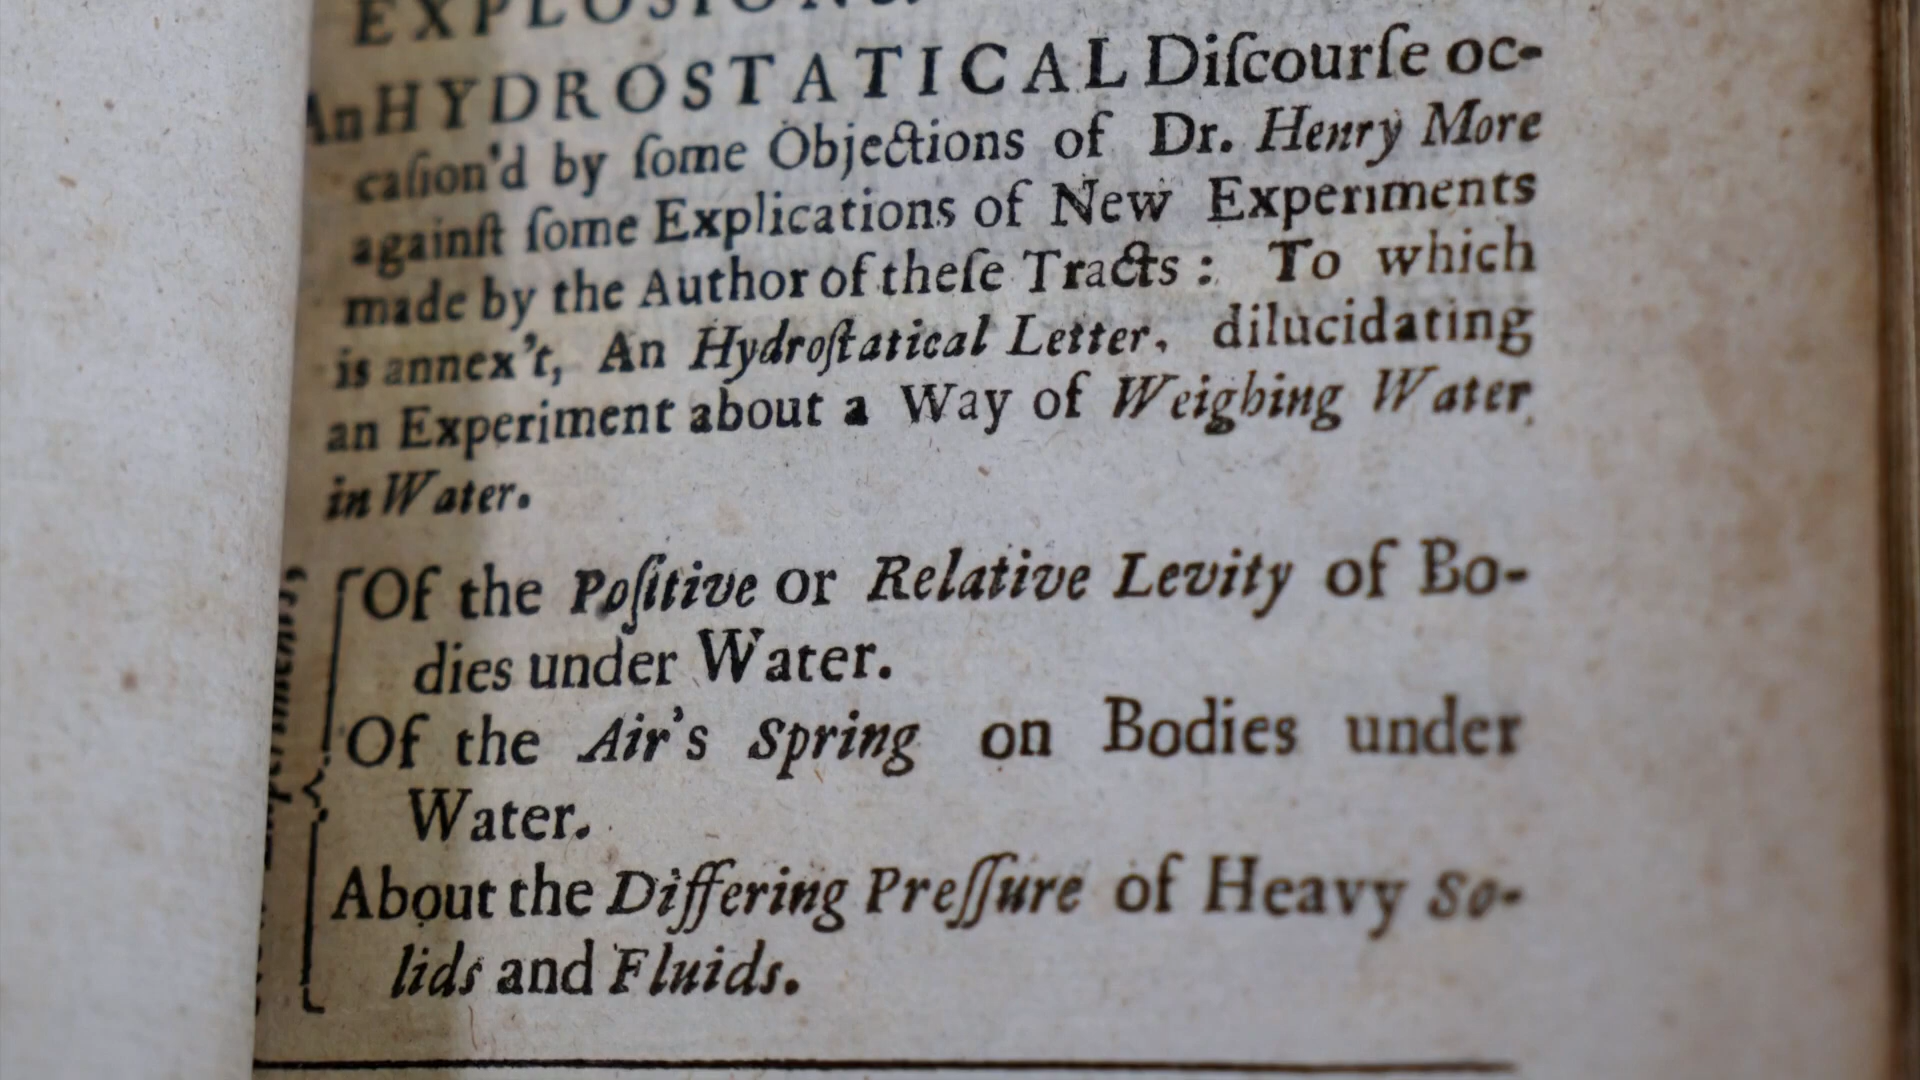 EXPLOSIONS.
An HYDROSTATICAL Diſcourſe oc-
caſion'd by ſome Objections of Dr. Henry More
againſt ſome Explications of New Experiments
made by the Author of theſe Tracts : To which
is annex't, An Hydroſtatical Letter, dilucidating
an Experiment about a Way of Weighing Water
in Water.
Of the Poſitive or Relative Levity of Bo-
dies under Water.
Of the Air's Spring on Bodies under
Water.
About the Differing Preſſure of Heavy So-
lids and Fluids.